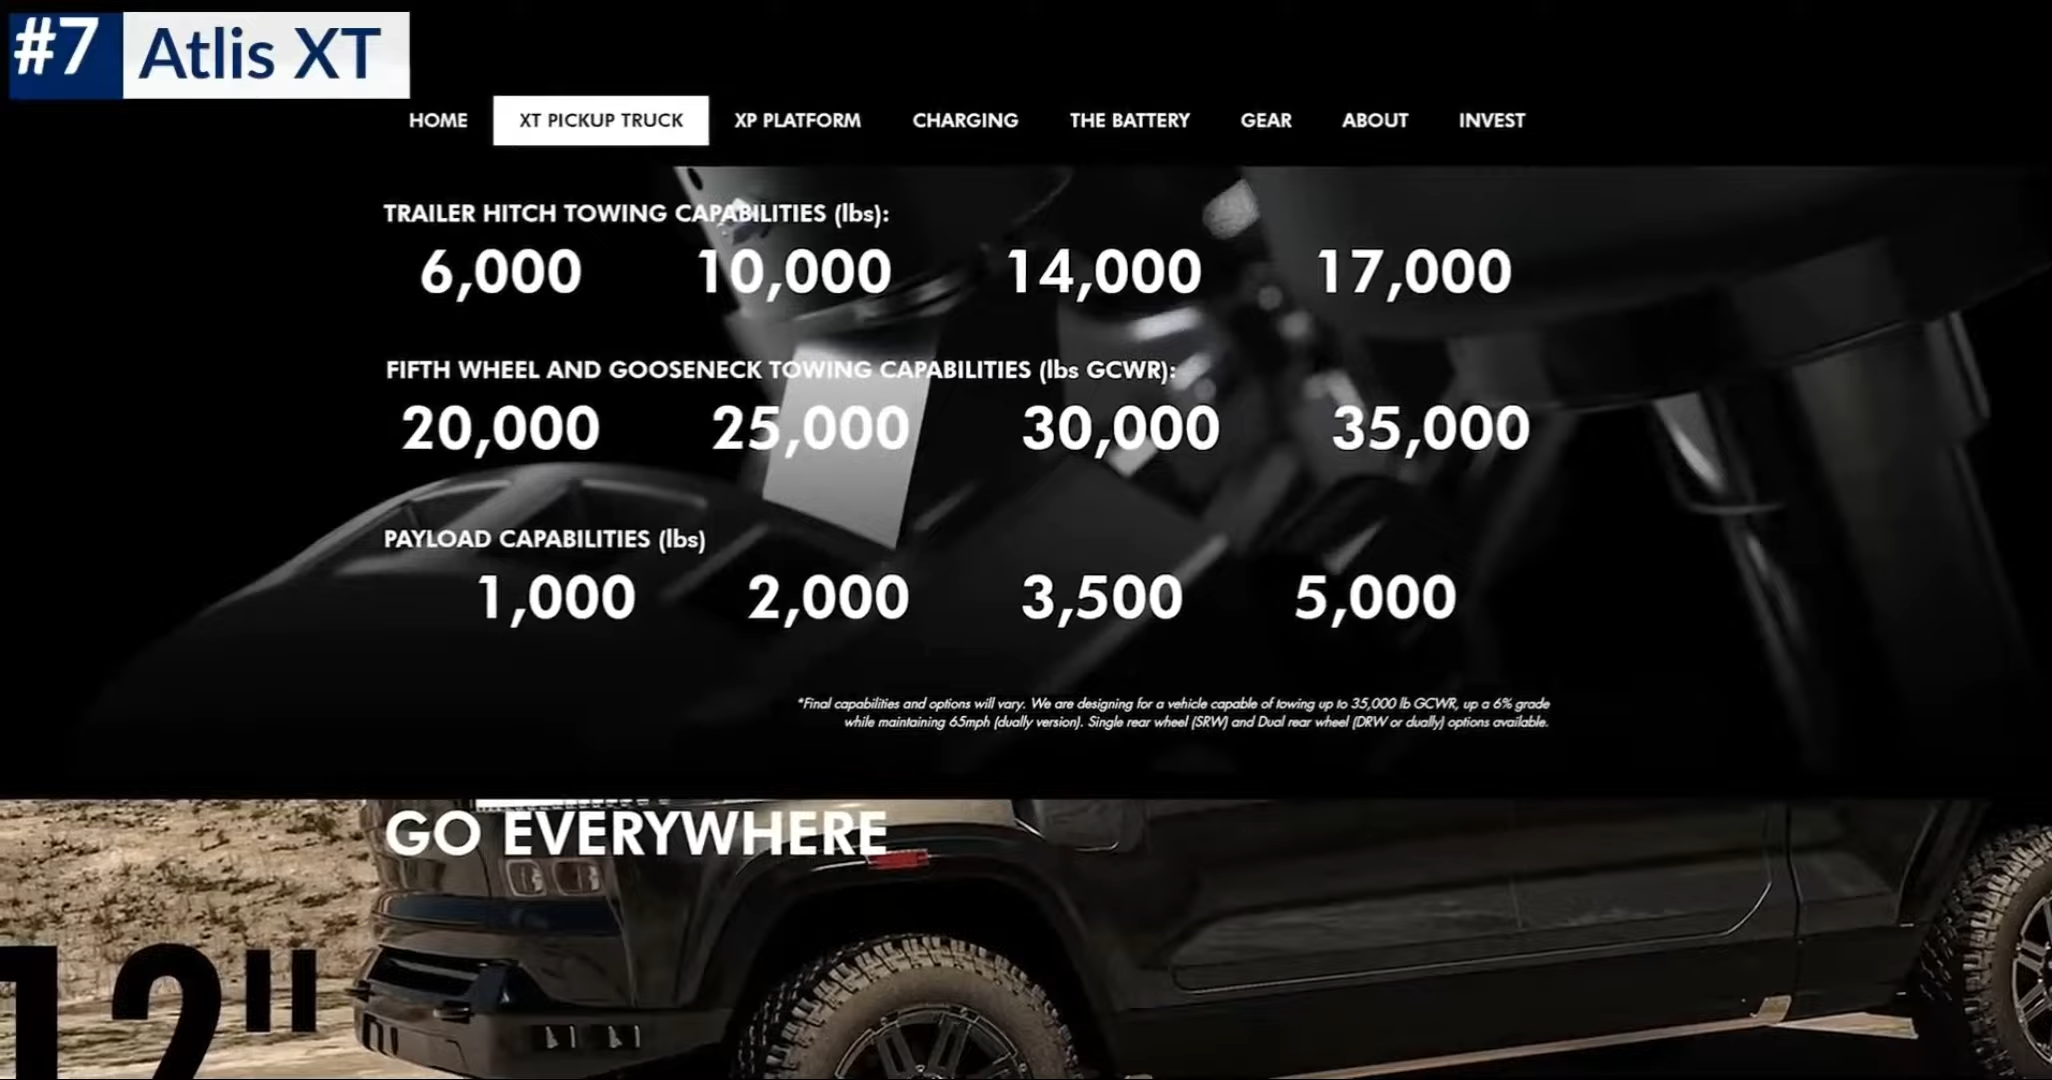 #7 Atlis XT
HOME XT PICKUP TRUCK XP PLATFORM CHARGING THE BATTERY GEAR ABOUT INVEST
TRAILER HITCH TOWING CAPABILITIES (lbs):
6,000 10,000 14,000 17,000
FIFTH WHEEL AND GOOSENECK TOWING CAPABILITIES (lbs GCWR):
20,000 25,000 30,000 35,000
PAYLOAD CAPABILITIES (lbs)
1,000 2,000 3,500 5,000
*Final capabilities and options will vary. We are designing for a vehicle capable of towing up to 35,000 lb GCWR, up a 6% grade
while maintaining 65mph (dually version). Single rear wheel (SRW) and Dual rear wheel (DRW or dually) options available.
GO EVERYWHERE
12"